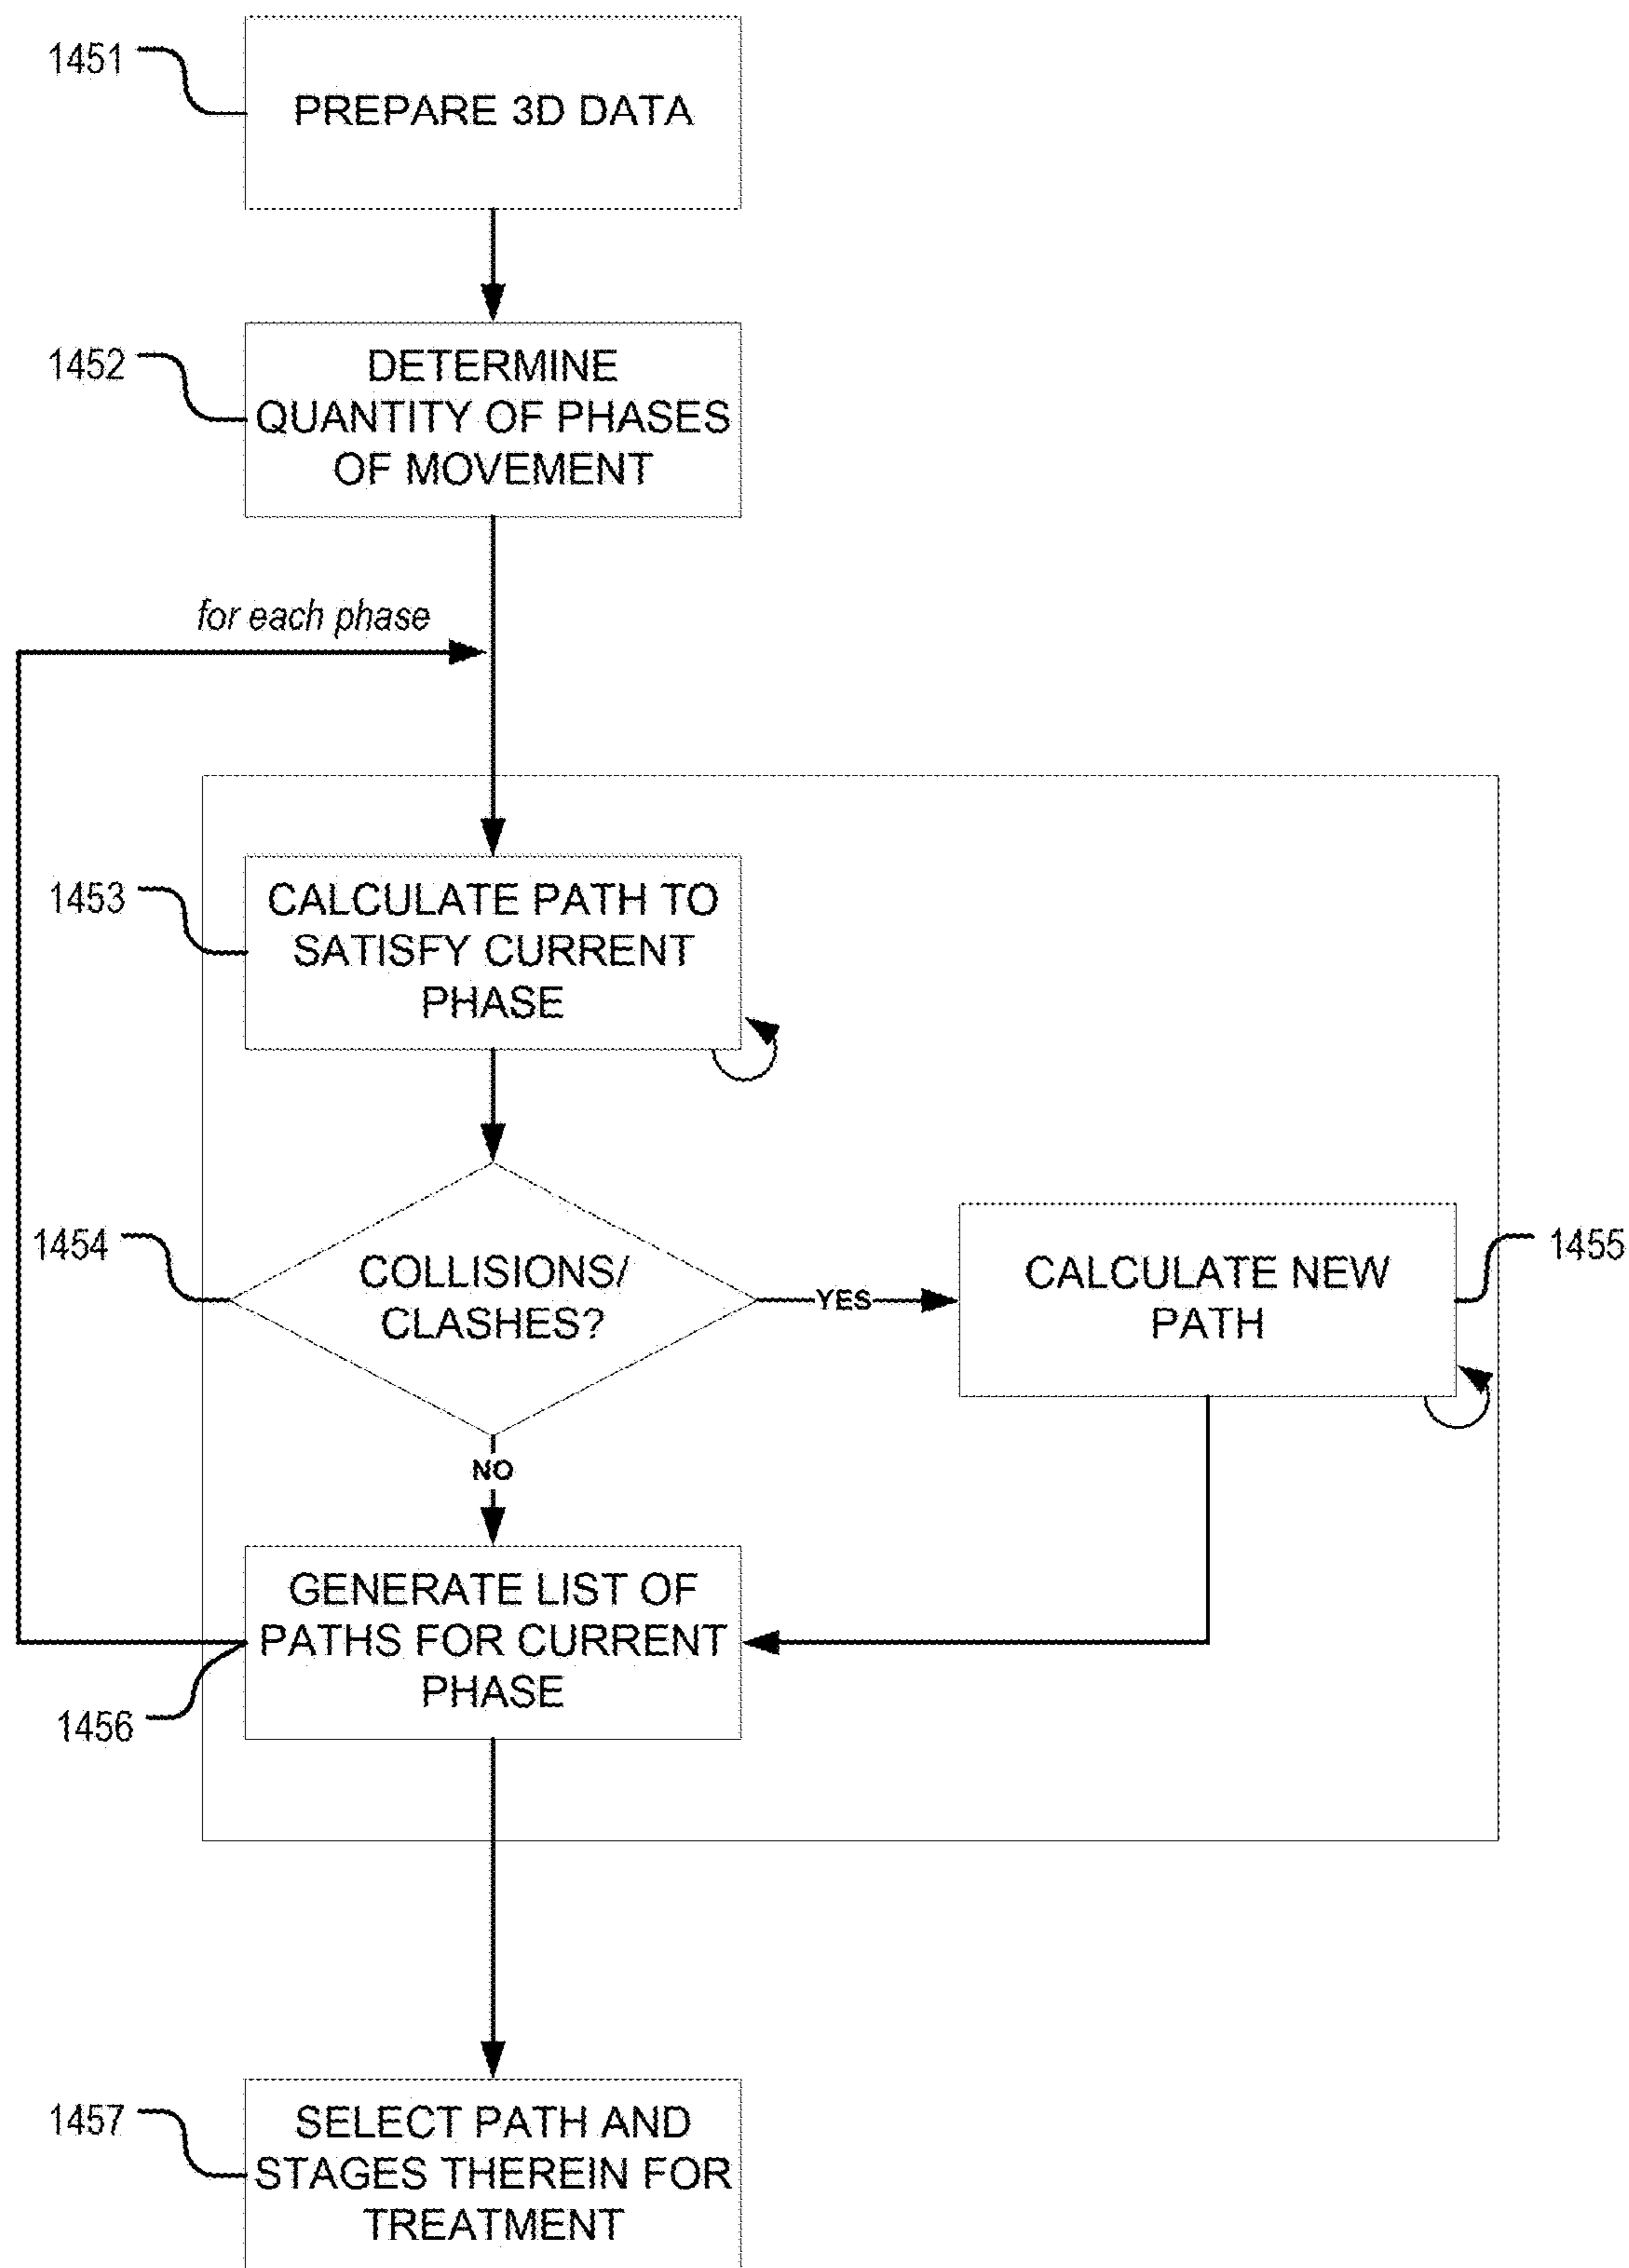 1451
PREPARE 3D DATA
1452
DETERMINE
QUANTITY OF PHASES
OF MOVEMENT
for each phase
1453
CALCULATE PATH TO
SATISFY CURRENT
PHASE
1454
COLLISIONS/
CLASHES?
YES
CALCULATE NEW
PATH
1455
NO
GENERATE LIST OF
PATHS FOR CURRENT
PHASE
1456
1457
SELECT PATH AND
STAGES THEREIN FOR
TREATMENT